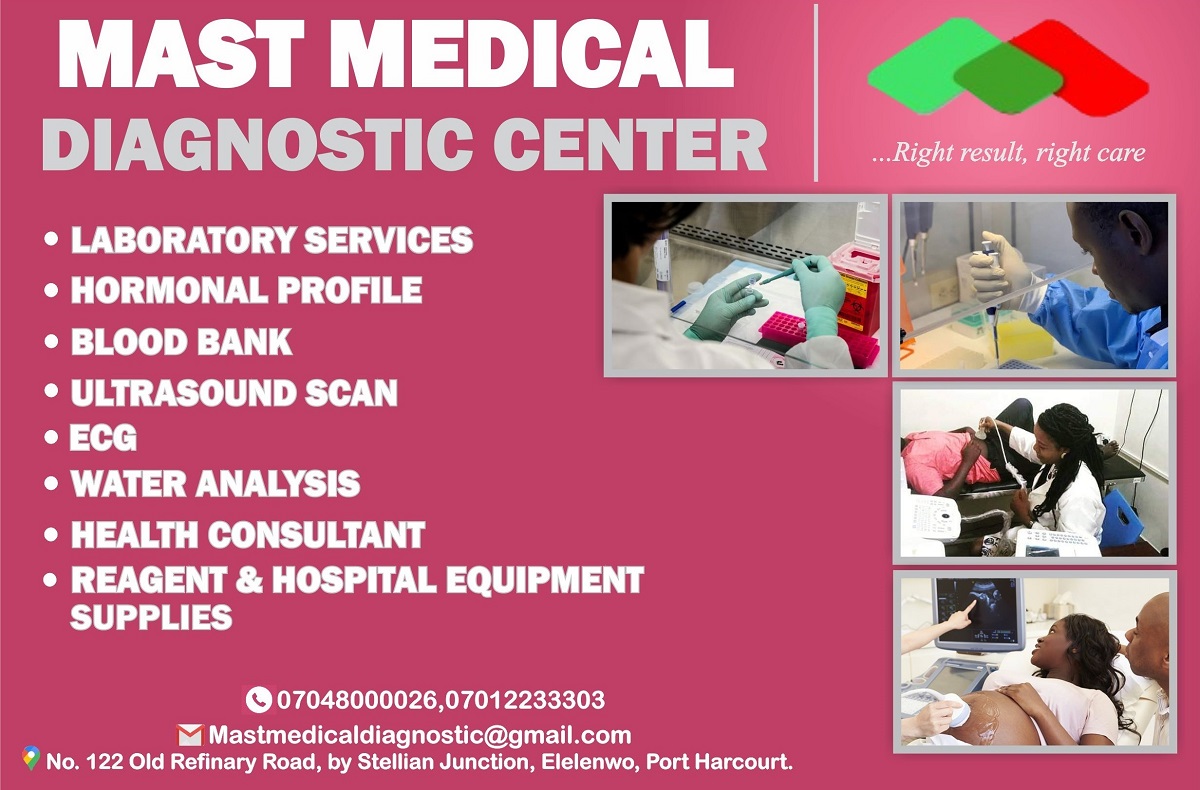 MAST MEDICAL
DIAGNOSTIC CENTER
...Right result, right care
• LABORATORY SERVICES
• HORMONAL PROFILE
• BLOOD BANK
• ULTRASOUND SCAN
• ECG
• WATER ANALYSIS
• HEALTH CONSULTANT
• REAGENT & HOSPITAL EQUIPMENT
SUPPLIES
07048000026,07012233303
Mastmedicaldiagnostic@gmail.com
No. 122 Old Refinary Road, by Stellian Junction, Elelenwo, Port Harcourt.